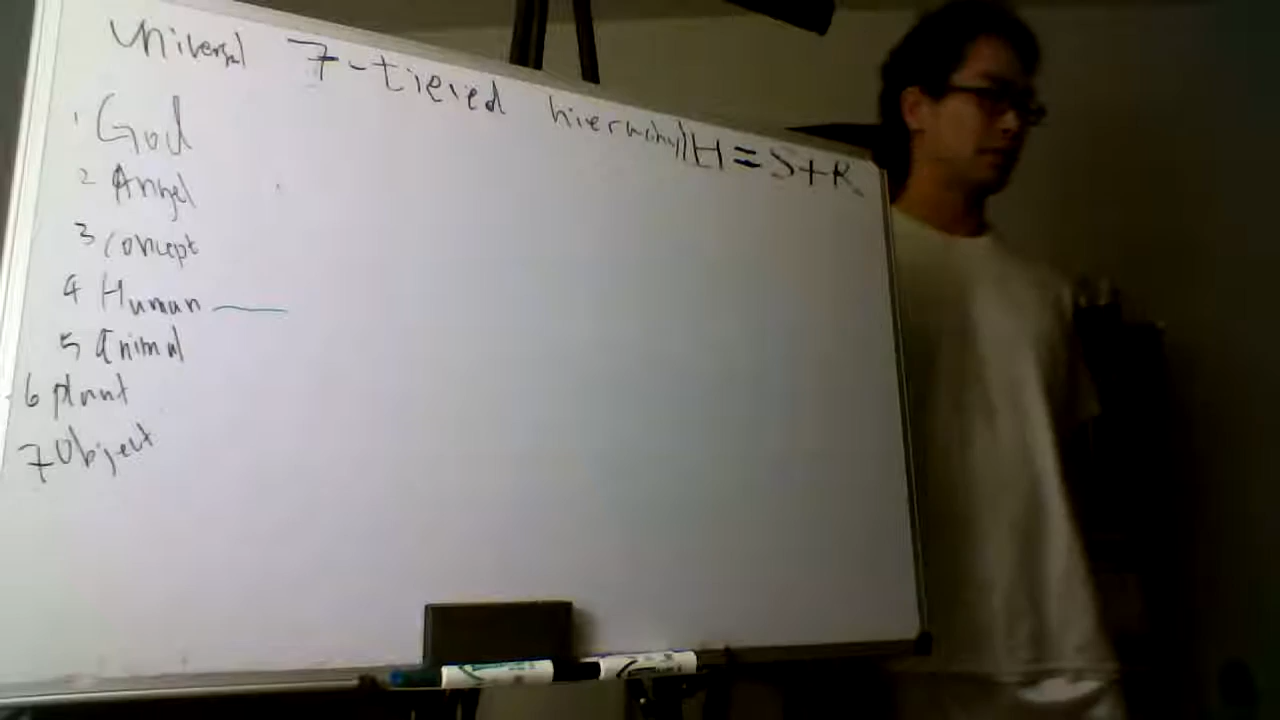 Universal 7-tiered hierarchy H=S+R
1 God
2 Angel
3 concept
4 Human —
5 animal
6 plant
7 Object